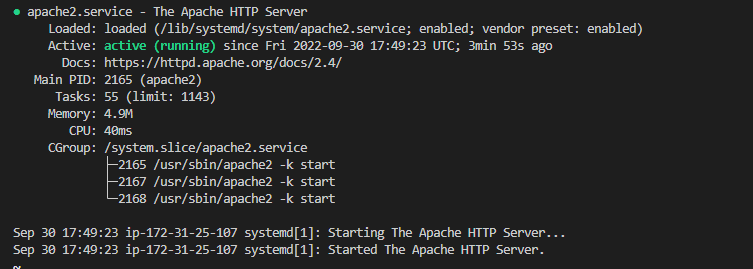 ● apache2.service - The Apache HTTP Server
Loaded: loaded (/lib/systemd/system/apache2.service; enabled; vendor preset: enabled)
Active: active (running) since Fri 2022-09-30 17:49:23 UTC; 3min 53s ago
Docs: https://httpd.apache.org/docs/2.4/
Main PID: 2165 (apache2)
Tasks: 55 (limit: 1143)
Memory: 4.9M
CPU: 40ms
CGroup: /system.slice/apache2.service
├─2165 /usr/sbin/apache2 -k start
├─2167 /usr/sbin/apache2 -k start
└─2168 /usr/sbin/apache2 -k start
Sep 30 17:49:23 ip-172-31-25-107 systemd[1]: Starting The Apache HTTP Server...
Sep 30 17:49:23 ip-172-31-25-107 systemd[1]: Started The Apache HTTP Server.
~